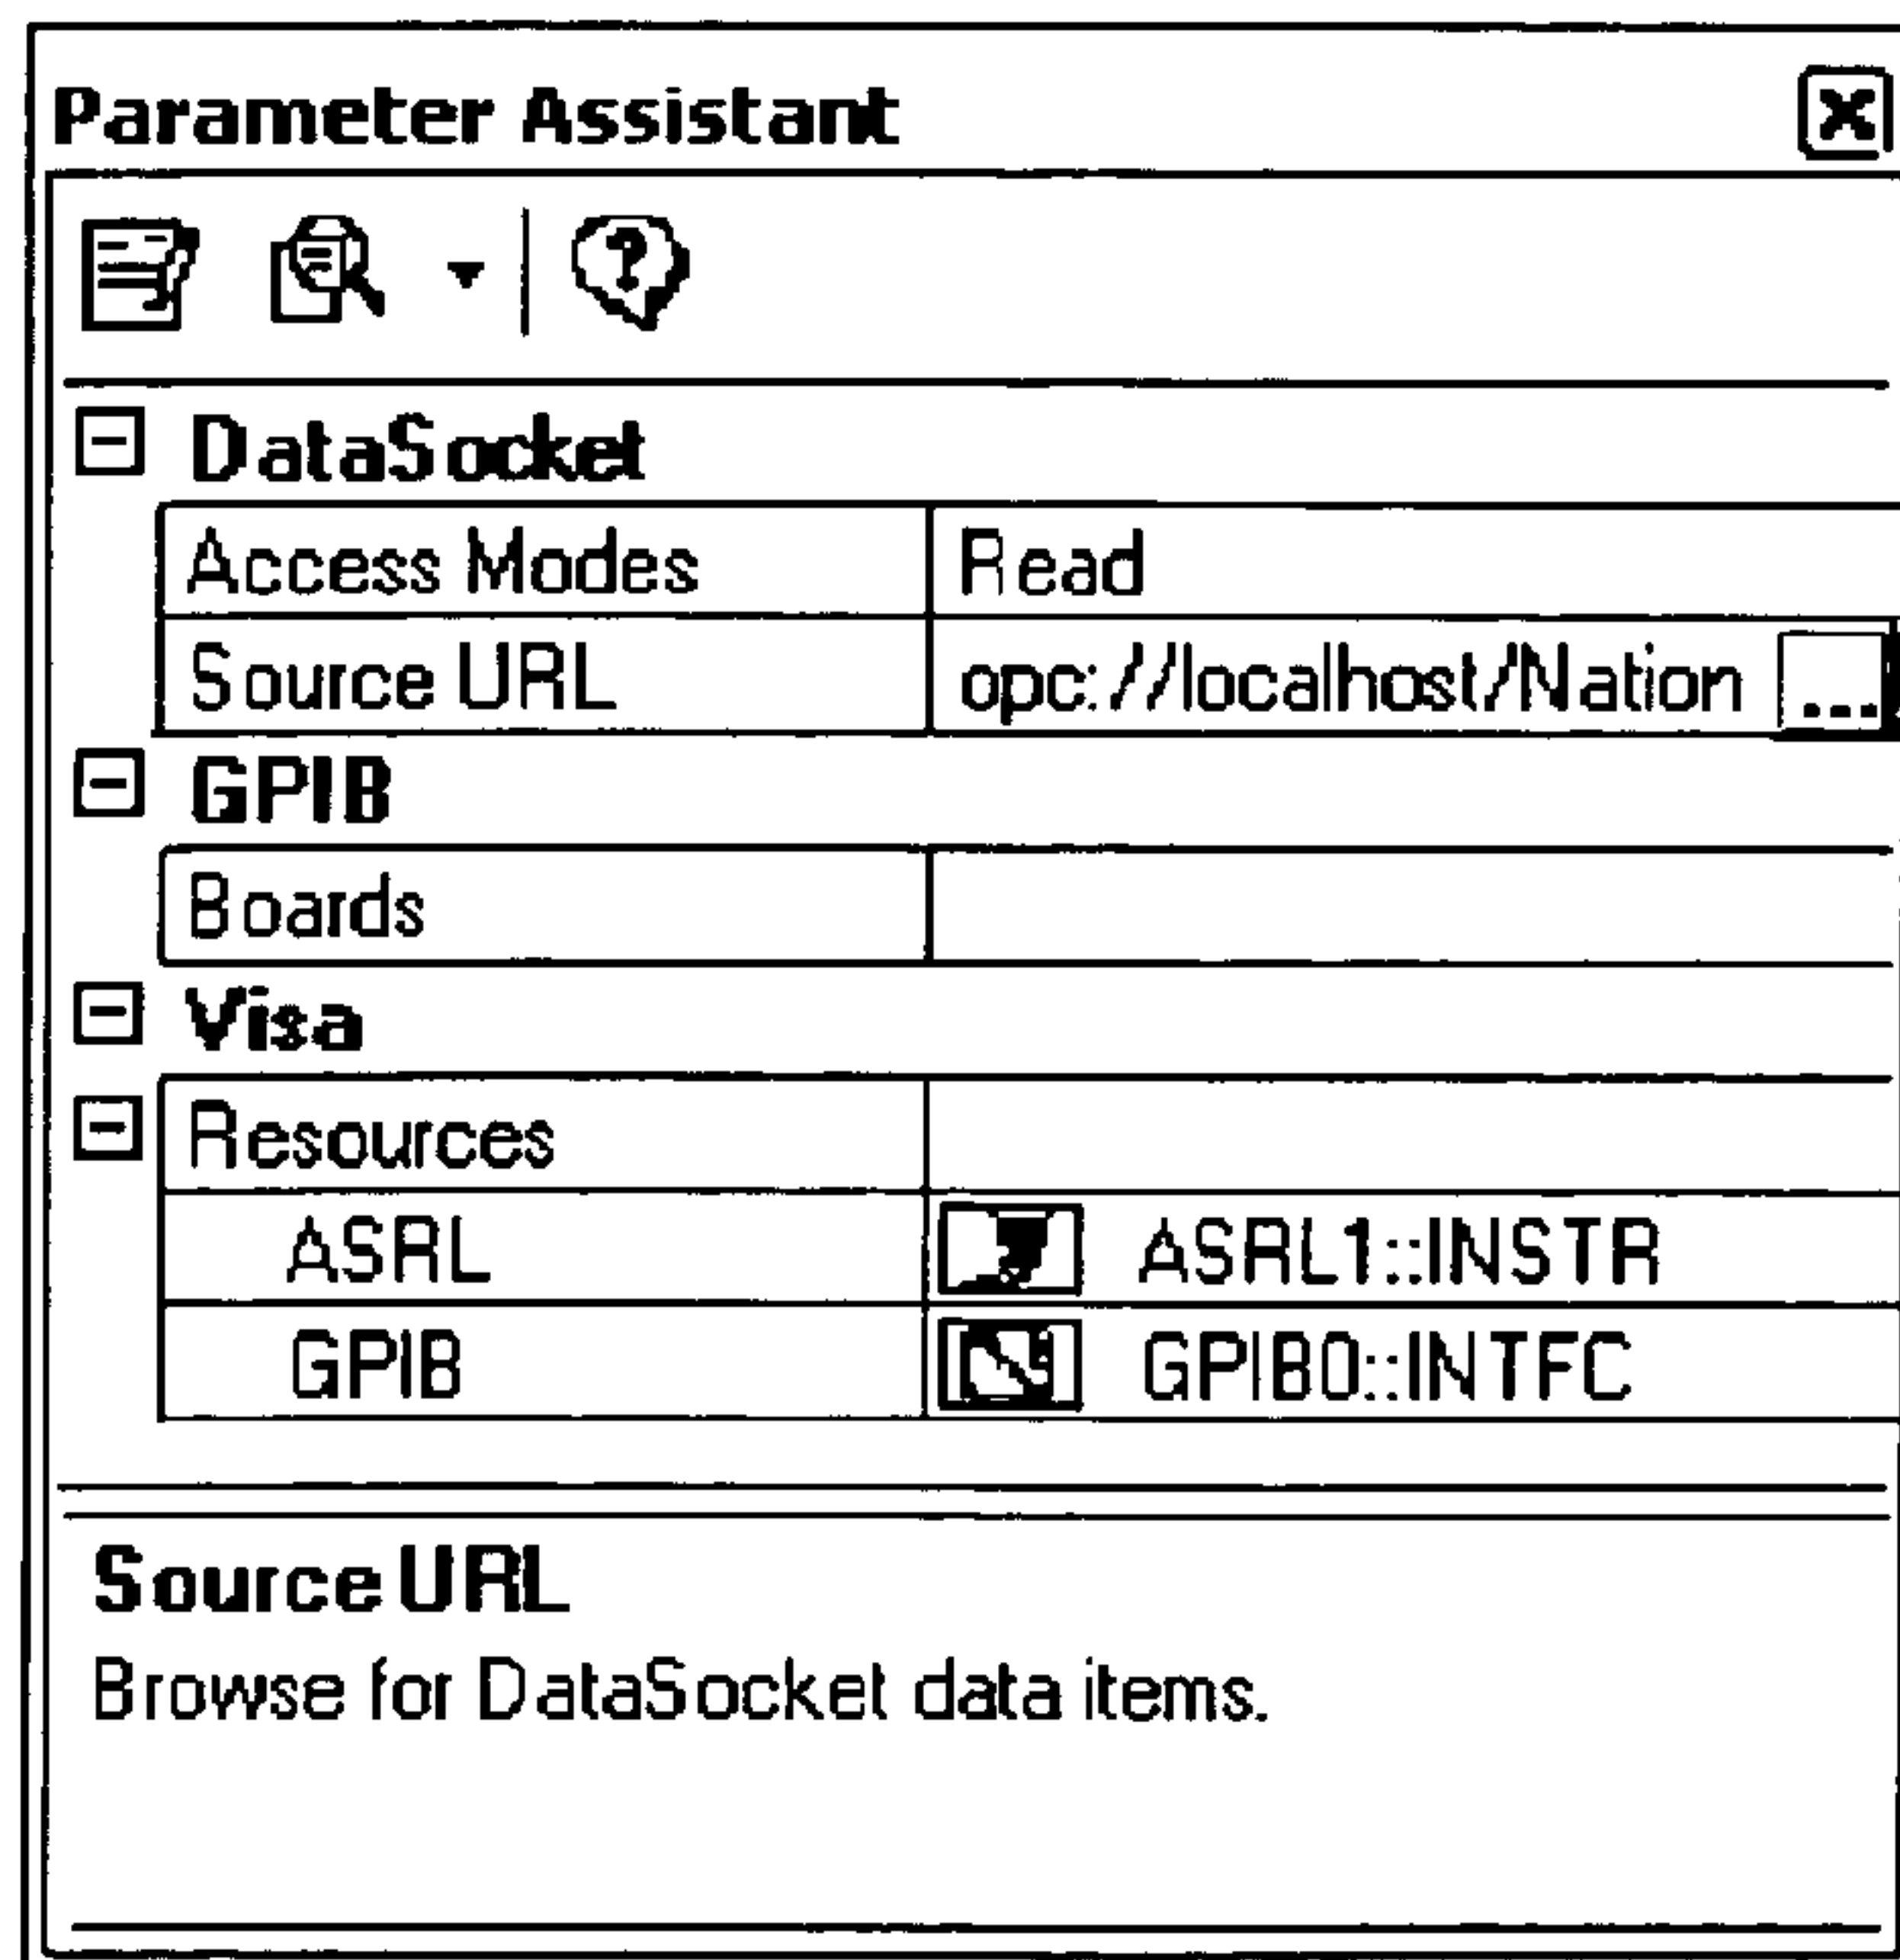 Parameter Assistant
DataSocket
Access Modes Read
Source URL opc://localhost/Nation ...
GPIB
Boards
Visa
Resources
ASRL ASRL1::INSTR
GPIB GPIB0::INTFC
Source URL
Browse for DataSocket data items.